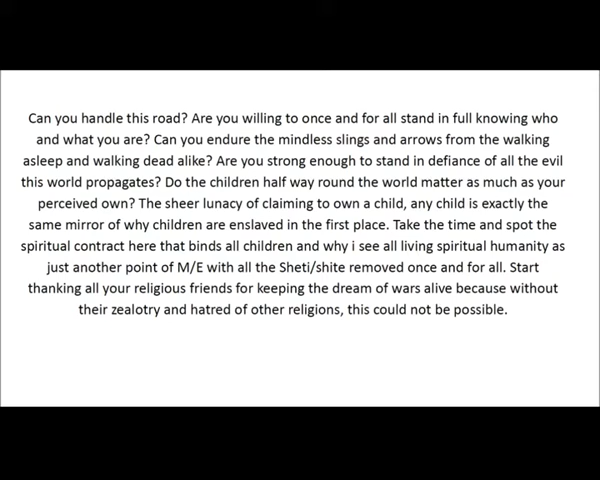 Can you handle this road? Are you willing to once and for all stand in full knowing who
and what you are? Can you endure the mindless slings and arrows from the walking
asleep and walking dead alike? Are you strong enough to stand in defiance of all the evil
this world propagates? Do the children half way round the world matter as much as your
perceived own? The sheer lunacy of claiming to own a child, any child is exactly the
same mirror of why children are enslaved in the first place. Take the time and spot the
spiritual contract here that binds all children and why i see all living spiritual humanity as
just another point of M/E with all the Sheti/shite removed once and for all. Start
thanking all your religious friends for keeping the dream of wars alive because without
their zealotry and hatred of other religions, this could not be possible.